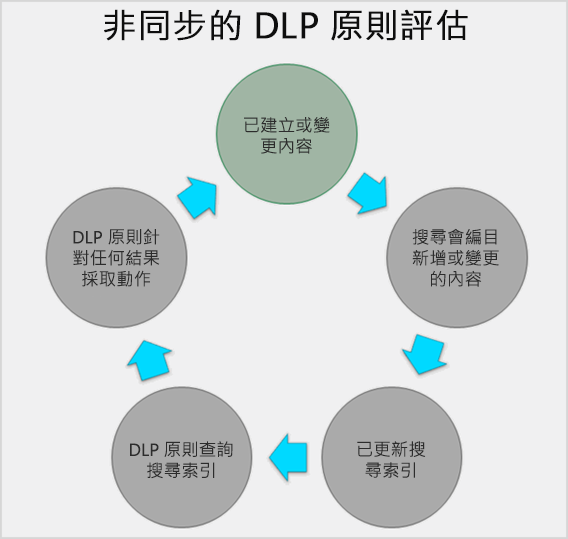 非同步的 DLP 原則評估
已建立或變
更內容
搜尋會編目
新增或變更
的內容
已更新搜
尋索引
DLP 原則查詢
搜尋索引
DLP 原則針
對任何結果
採取動作